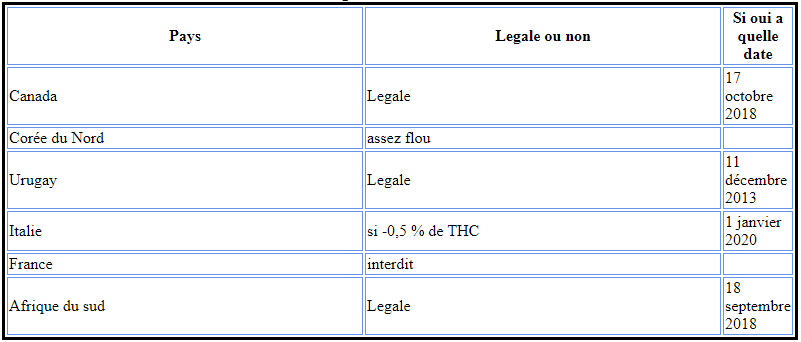 Pays Legale ou non Si oui a
quelle
date
Canada Legale 17
octobre
2018
Corée du Nord assez flou
Urugay Legale 11
décembre
2013
Italie si -0,5 % de THC 1 janvier
2020
France interdit
Afrique du sud Legale 18
septembre
2018